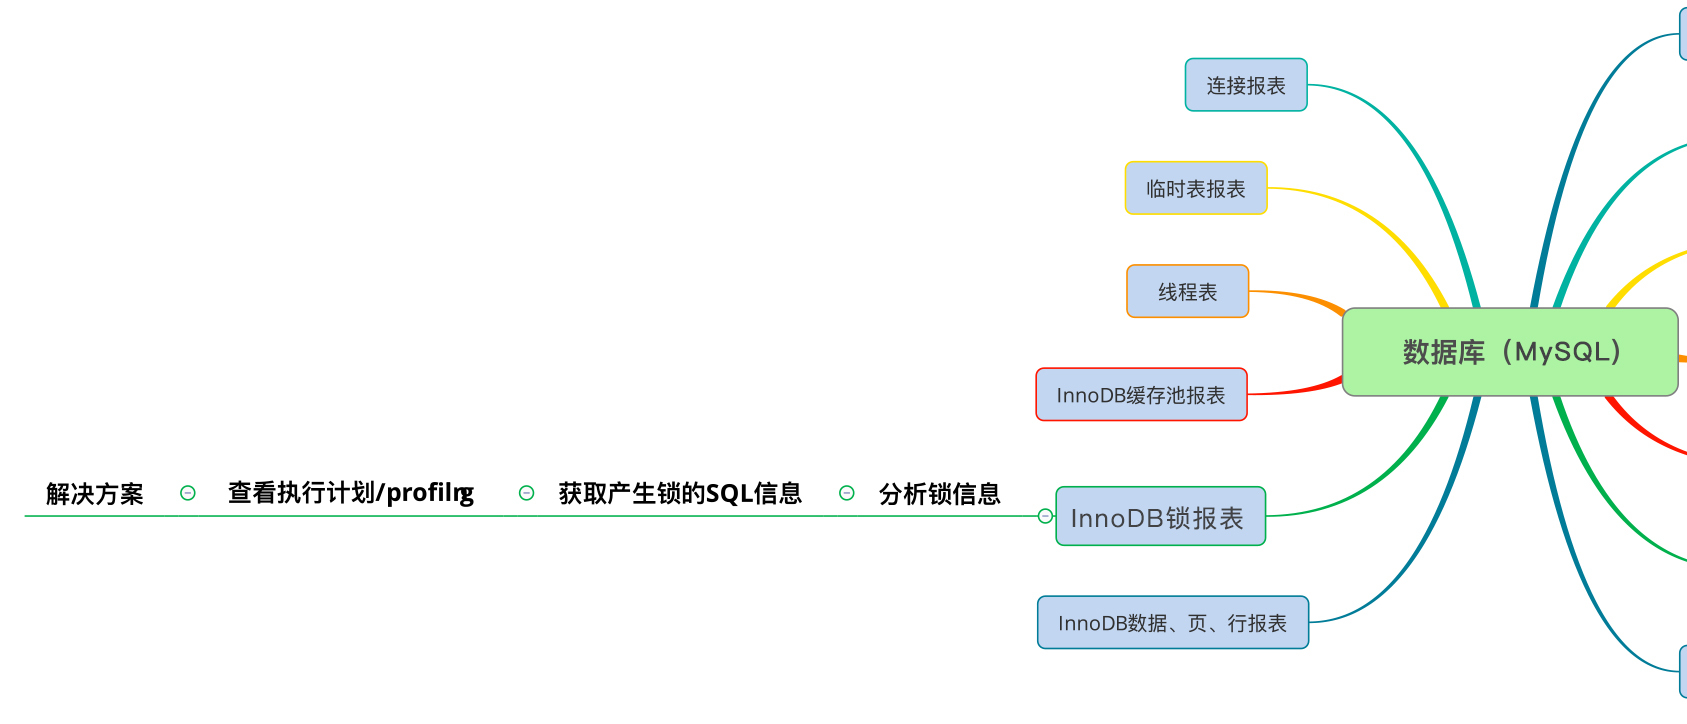 连接报表
临时表报表
线程表
数据库（MySQL）
InnoDB缓存池报表
解决方案
查看执行计划/profilng
获取产生锁的SQL信息
分析锁信息
InnoDB锁报表
InnoDB数据、页、行报表